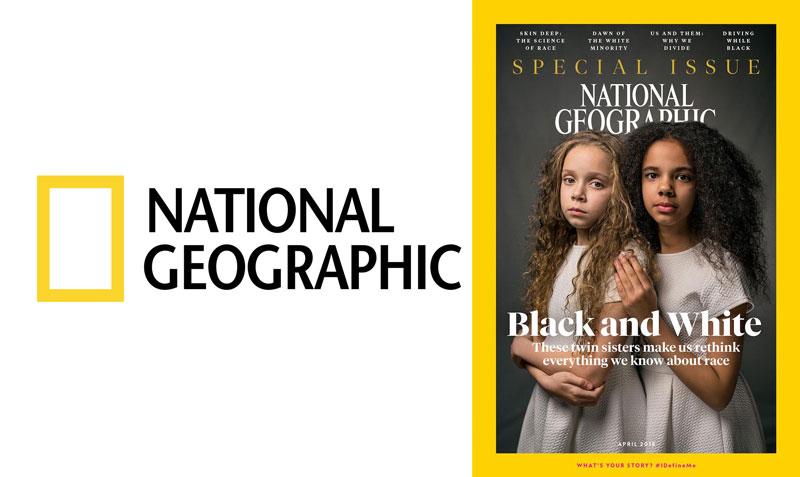 NATIONAL
GEOGRAPHIC
SKIN DEEP:
THE SCIENCE
OF RACE
DAWN OF
THE WHITE
MINORITY
US AND THEM:
WHY WE
DIVIDE
DRIVING
WHILE
BLACK
SPECIAL ISSUE
NATIONAL
GEOGRAPHIC
Black and White
These twin sisters make us rethink
everything we know about race
APRIL 2018
WHAT'S YOUR STORY? #IDefineMe